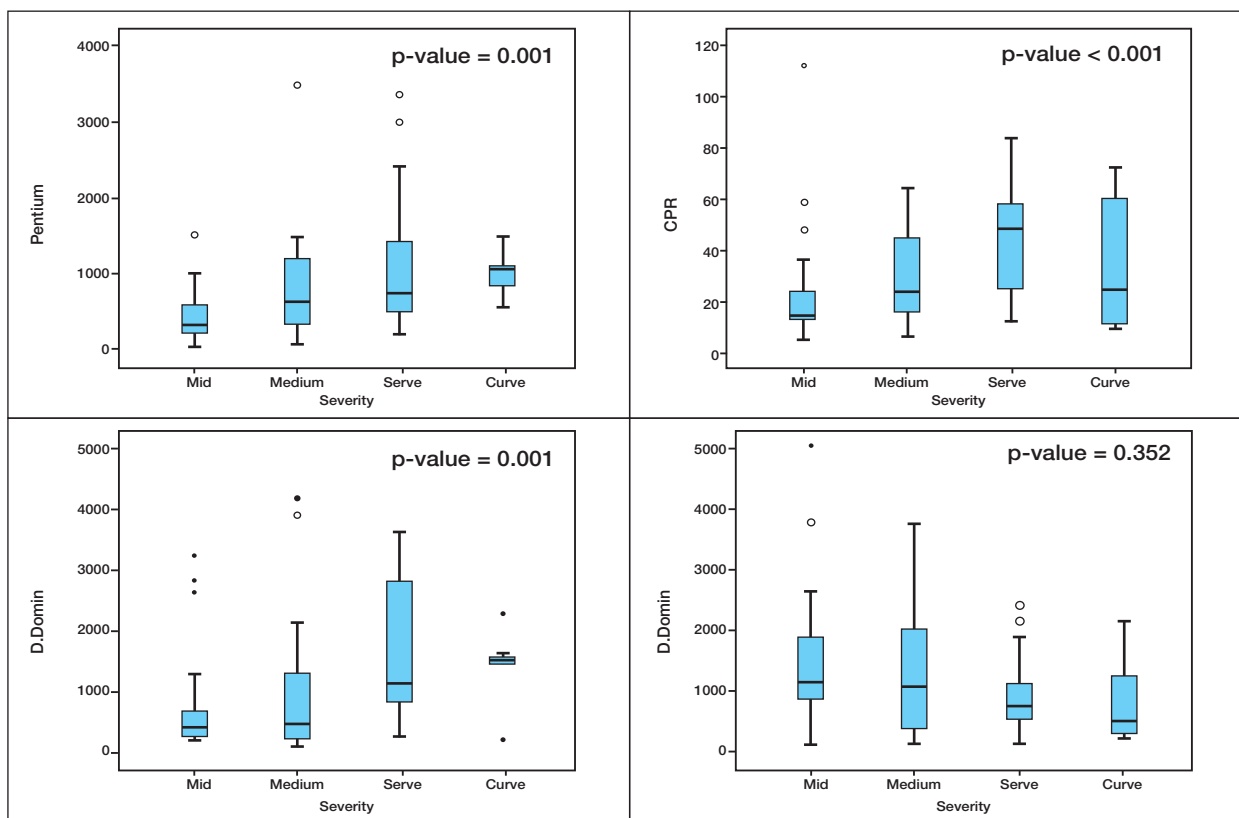 p-value = 0.001
4000
3000
2000
1000
0
Pentium
Mid Medium Serve Curve
Severity
p-value < 0.001
120
100
80
60
40
20
0
CPR
Mid Medium Serve Curve
Severity
p-value = 0.001
5000
4000
3000
2000
1000
0
D.Domin
Mid Medium Serve Curve
Severity
p-value = 0.352
5000
4000
3000
2000
1000
0
D.Domin
Mid Medium Serve Curve
Severity